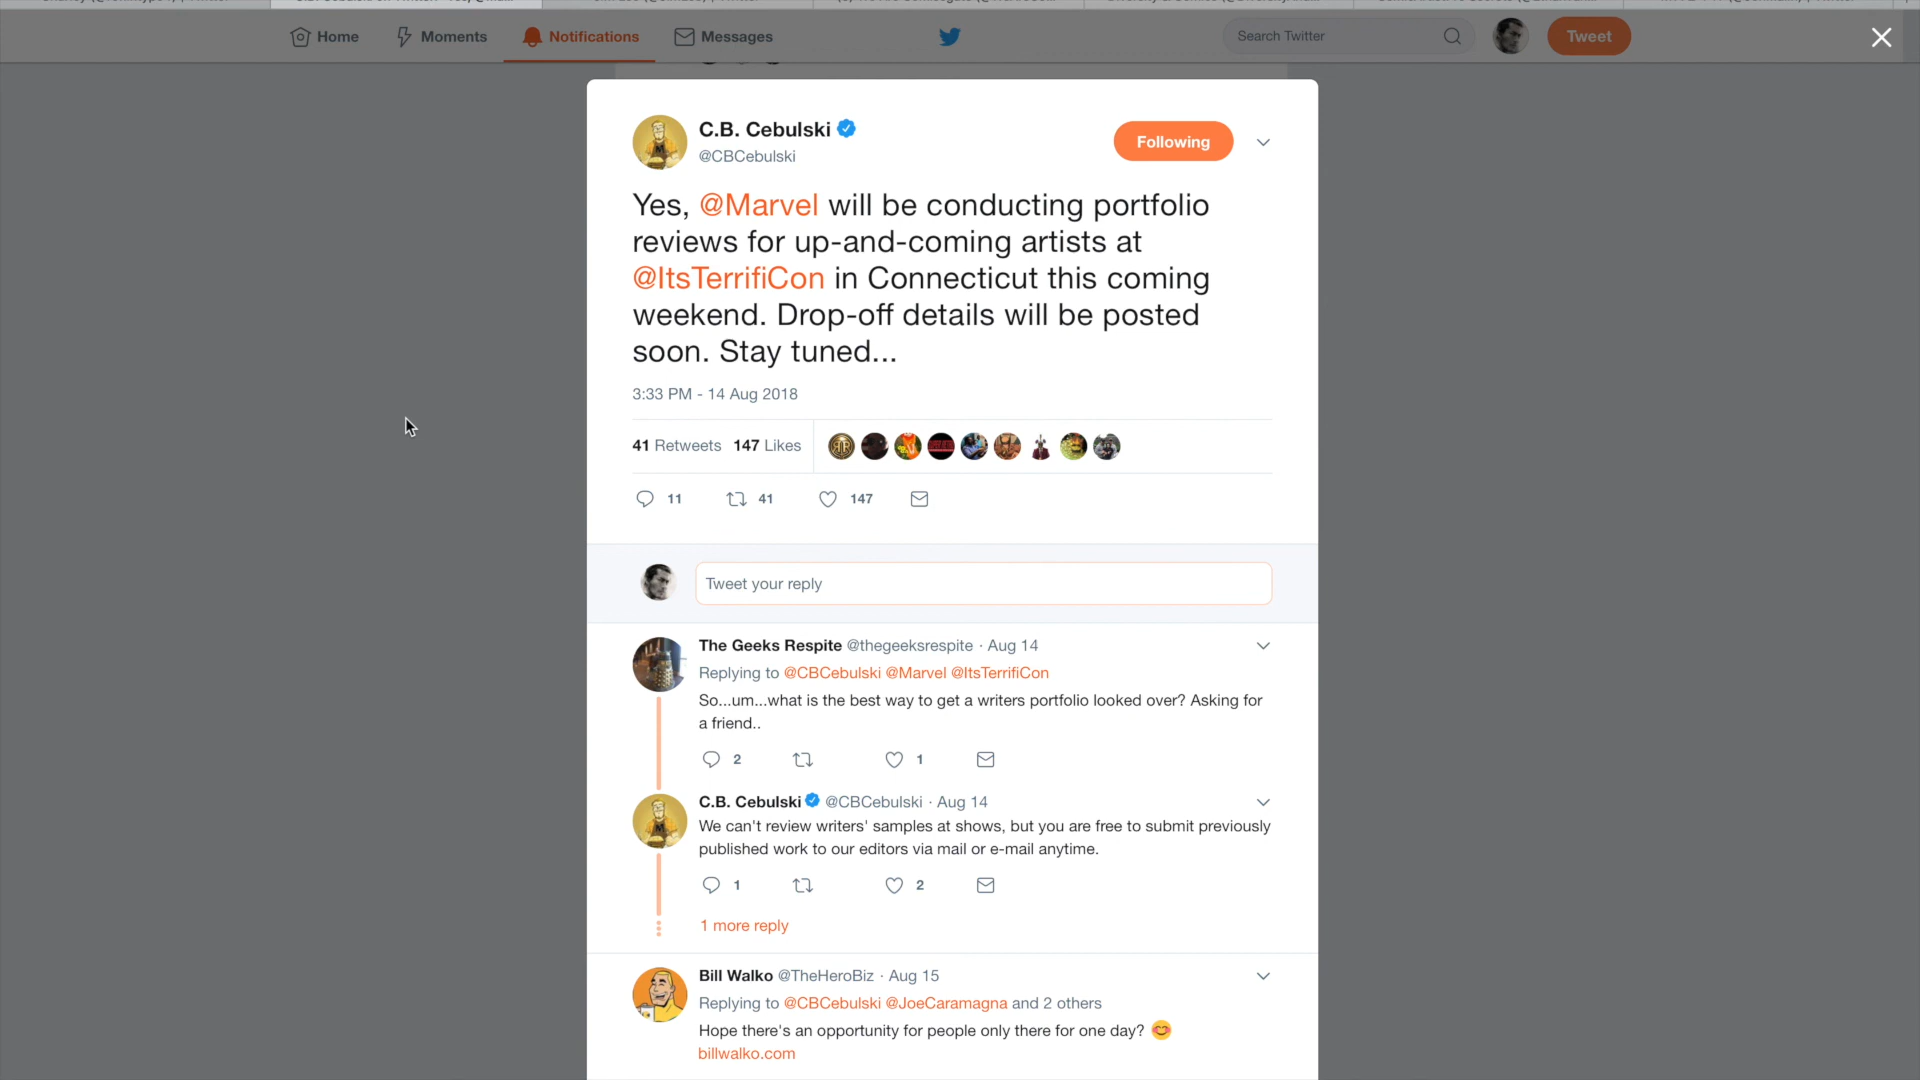 Home
Moments
Notifications
Messages
Search Twitter
Tweet
C.B. Cebulski
@CBCebulski
Following
Yes, @Marvel will be conducting portfolio
reviews for up-and-coming artists at
@ItsTerrifiCon in Connecticut this coming
weekend. Drop-off details will be posted
soon. Stay tuned...
3:33 PM - 14 Aug 2018
41 Retweets 147 Likes
11 41 147
Tweet your reply
The Geeks Respite @thegeeksrespite · Aug 14
Replying to @CBCebulski @Marvel @ItsTerrifiCon
So...um...what is the best way to get a writers portfolio looked over? Asking for
a friend..
2 1
C.B. Cebulski @CBCebulski · Aug 14
We can't review writers' samples at shows, but you are free to submit previously
published work to our editors via mail or e-mail anytime.
1 2
1 more reply
Bill Walko @TheHeroBiz · Aug 15
Replying to @CBCebulski @JoeCaramagna and 2 others
Hope there's an opportunity for people only there for one day? 😊
billwalko.com